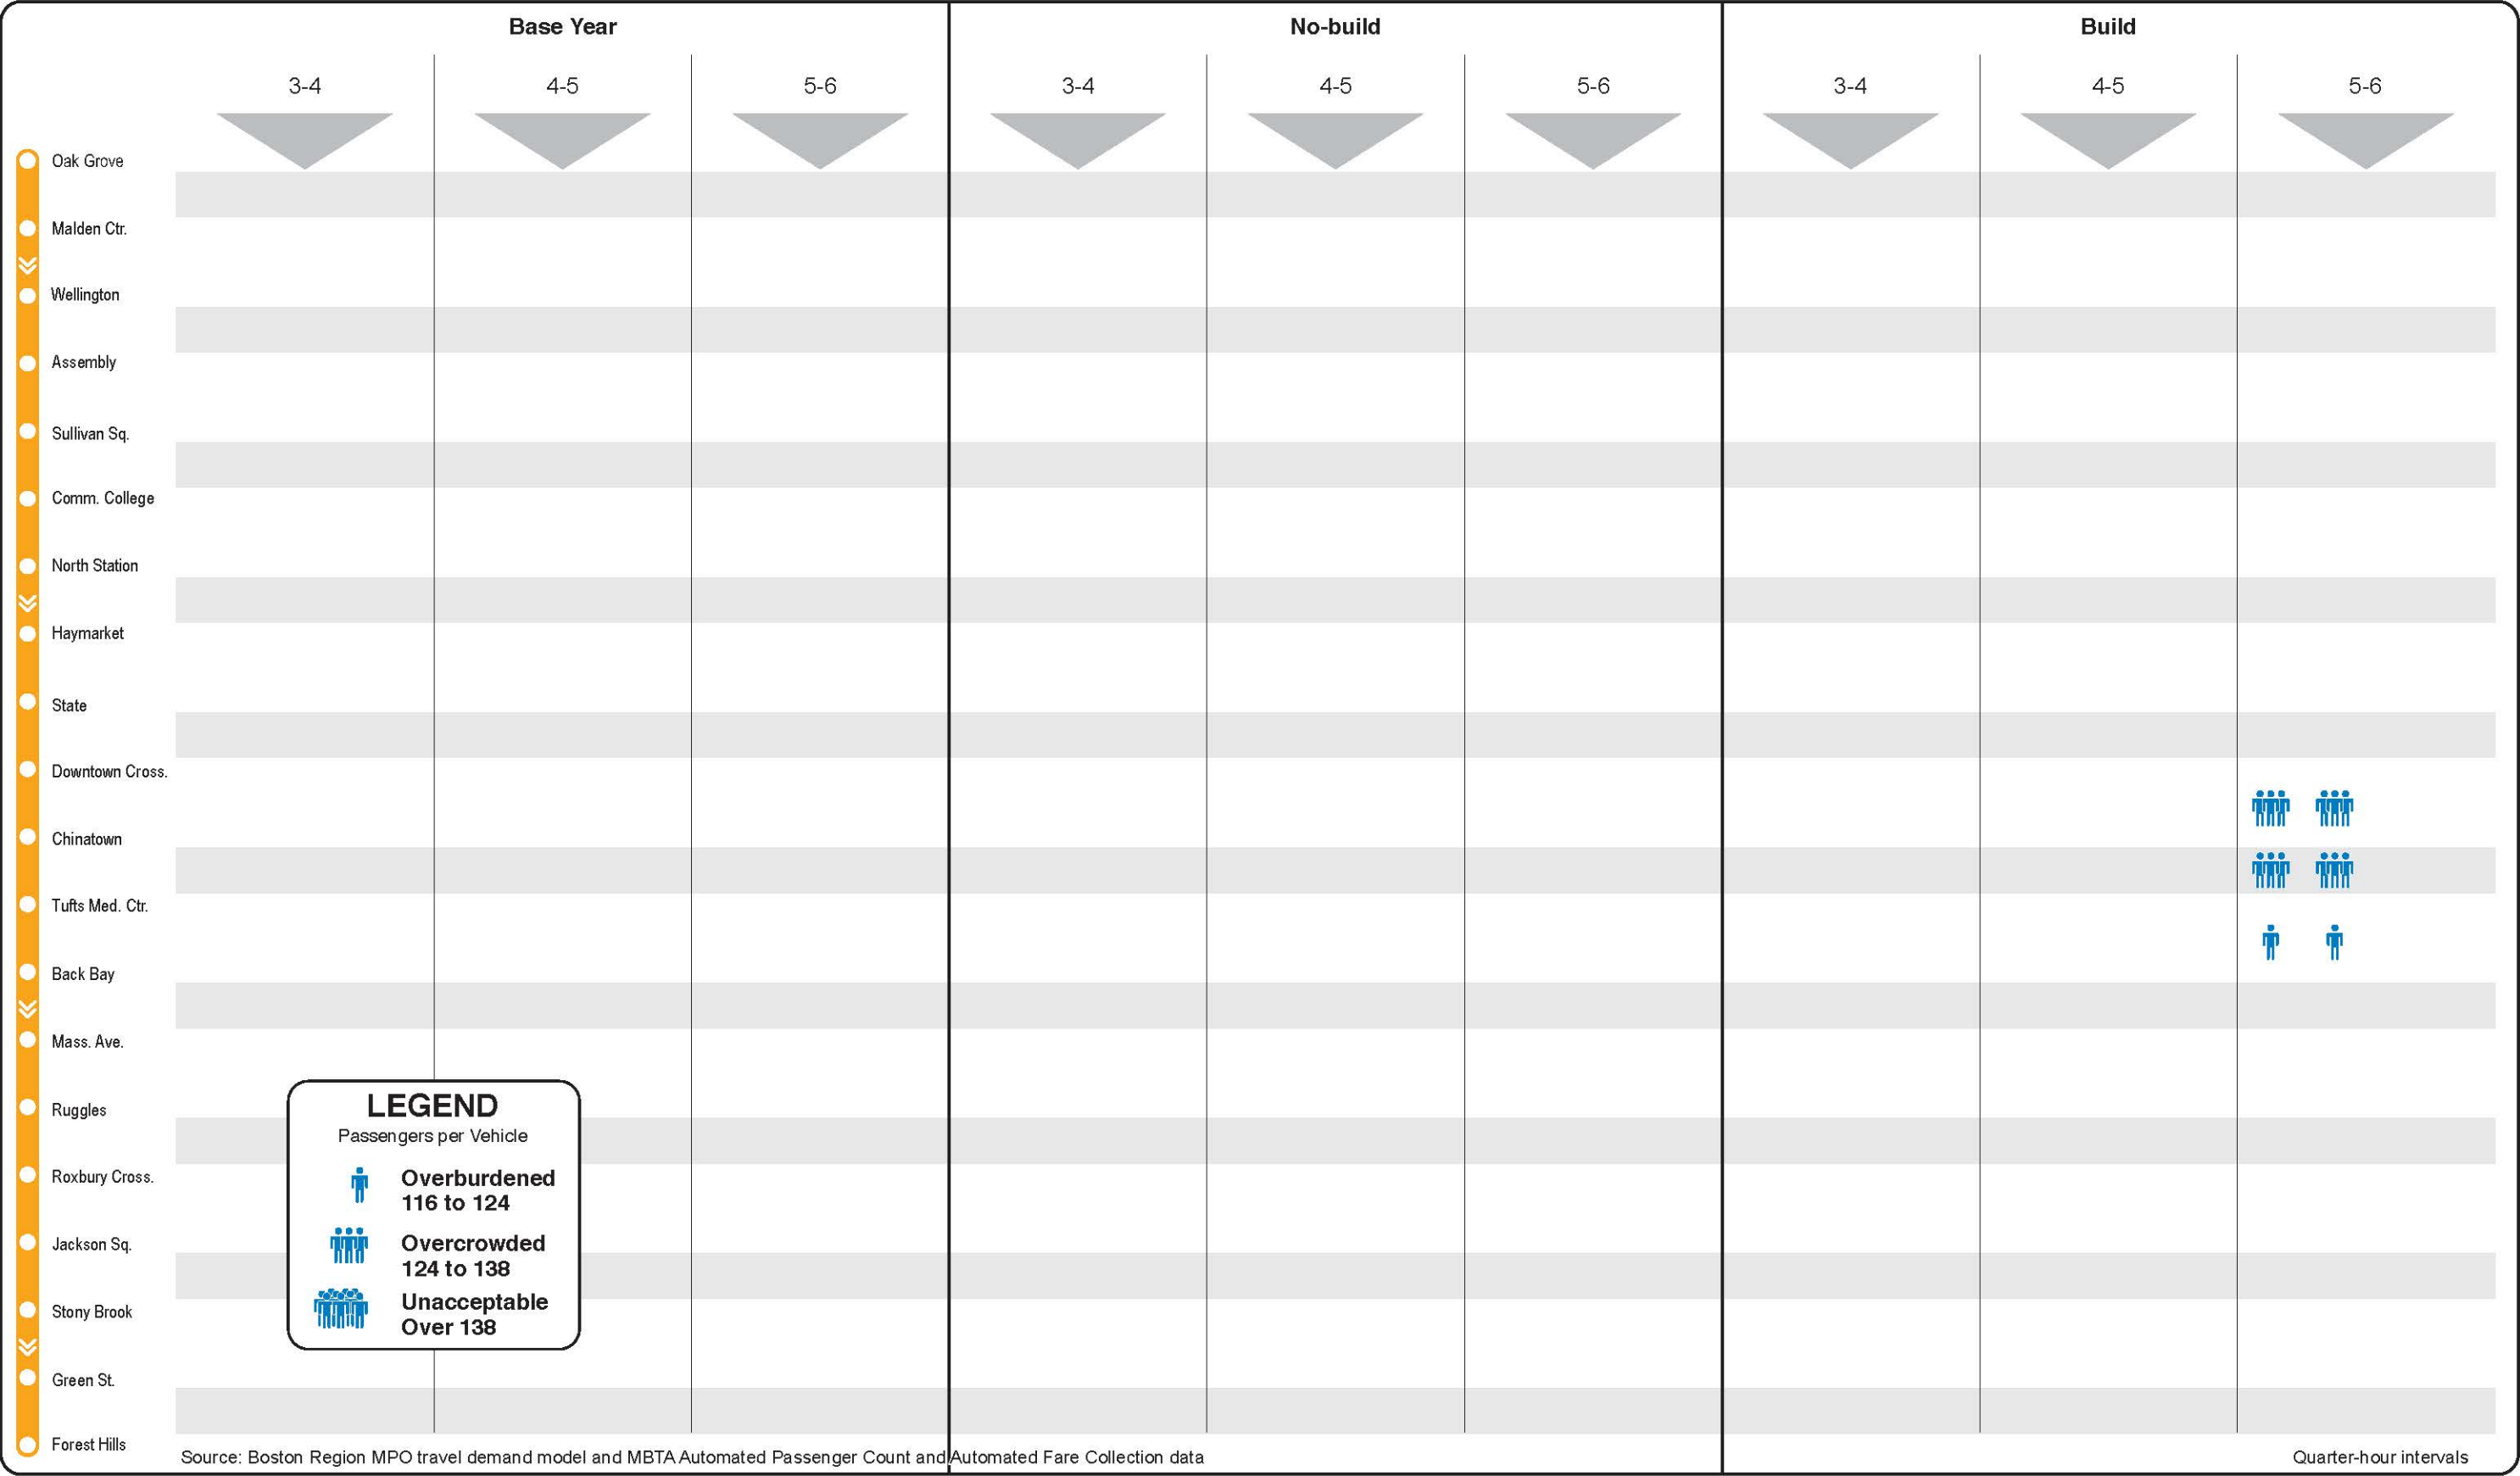 Base Year
No-build
Build
3-4
4-5
5-6
3-4
4-5
5-6
3-4
4-5
5-6
Oak Grove
Malden Ctr.
Wellington
Assembly
Sullivan Sq.
Comm. College
North Station
Haymarket
State
Downtown Cross.
Chinatown
Tufts Med. Ctr.
Back Bay
Mass. Ave.
Ruggles
Roxbury Cross.
Jackson Sq.
Stony Brook
Green St.
Forest Hills
LEGEND
Passengers per Vehicle
Overburdened
116 to 124
Overcrowded
124 to 138
Unacceptable
Over 138
Source: Boston Region MPO travel demand model and MBTA Automated Passenger Count and Automated Fare Collection data
Quarter-hour intervals